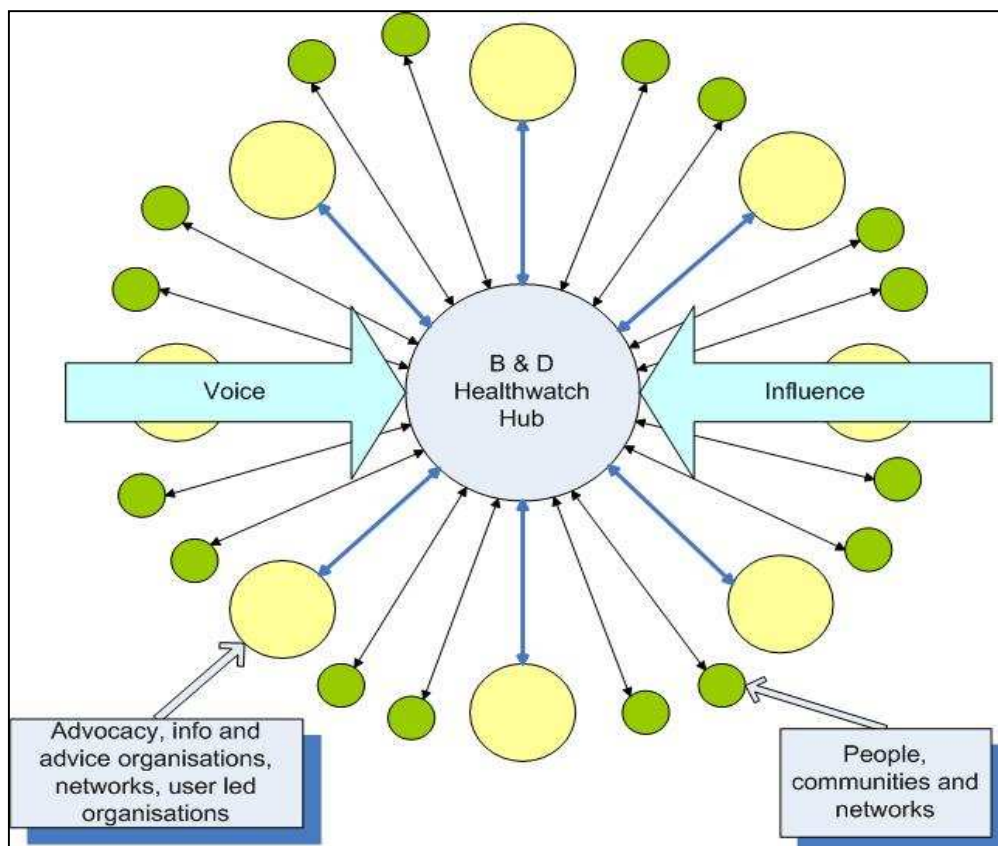 B & D
Healthwatch
Hub
Voice
Influence
Advocacy, info and
advice organisations,
networks, user led
organisations
People,
communities and
networks